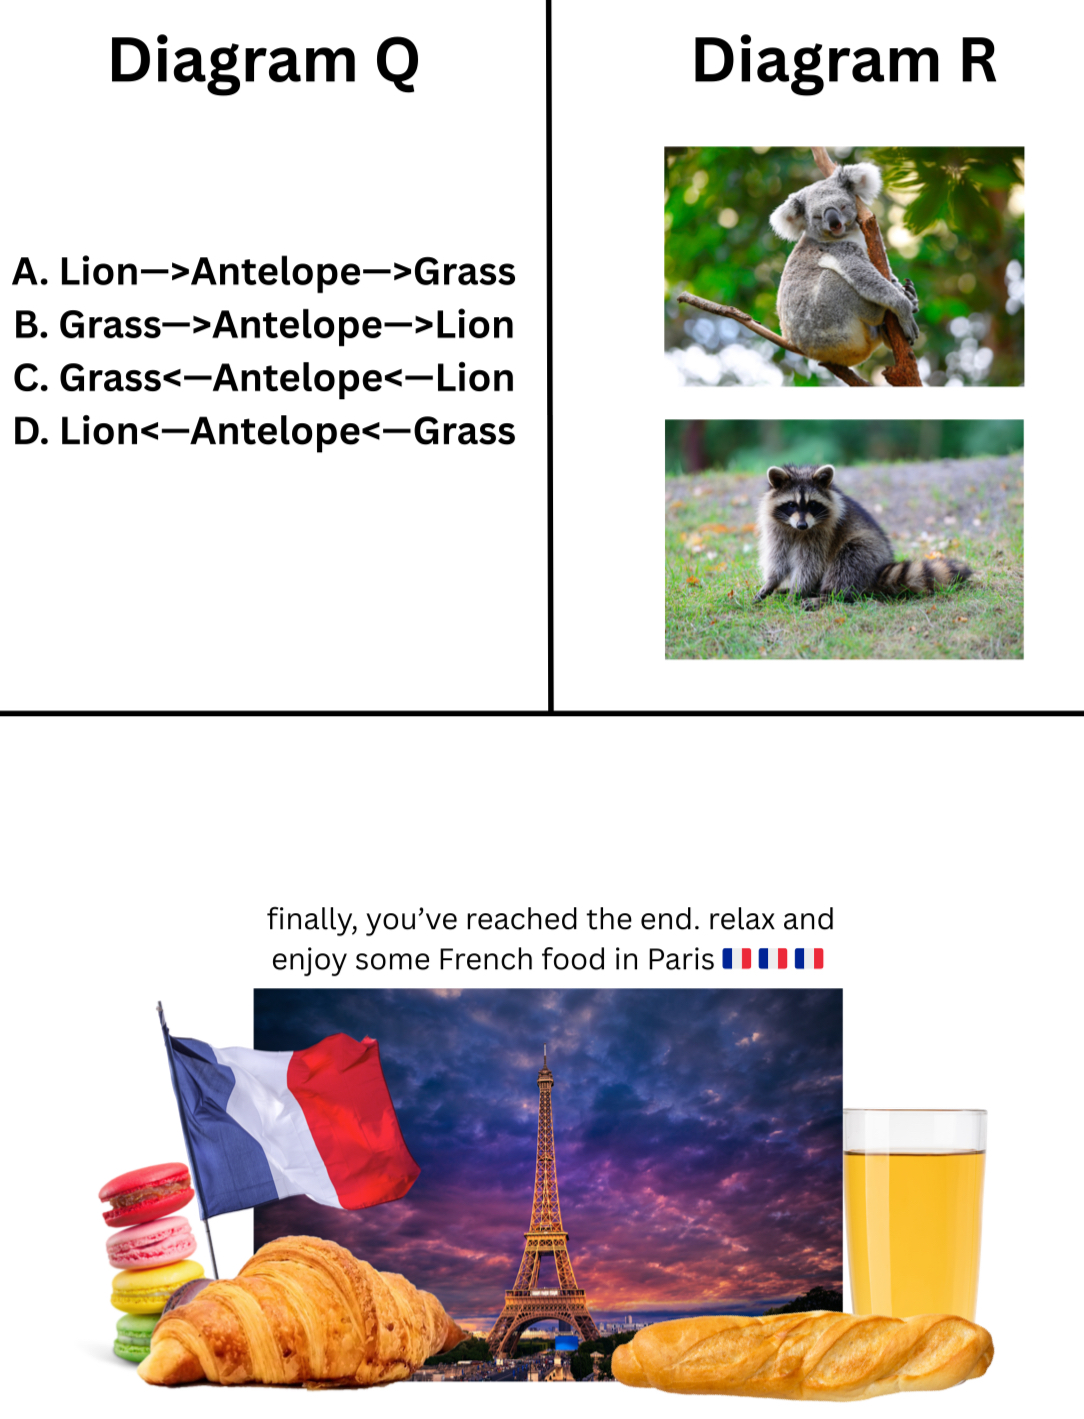 Diagram Q
A. Lion—>Antelope—>Grass
B. Grass—>Antelope—>Lion
C. Grass<—Antelope<—Lion
D. Lion<—Antelope<—Grass
Diagram R
finally, you’ve reached the end. relax and
enjoy some French food in Paris 🇫🇷🇫🇷🇫🇷